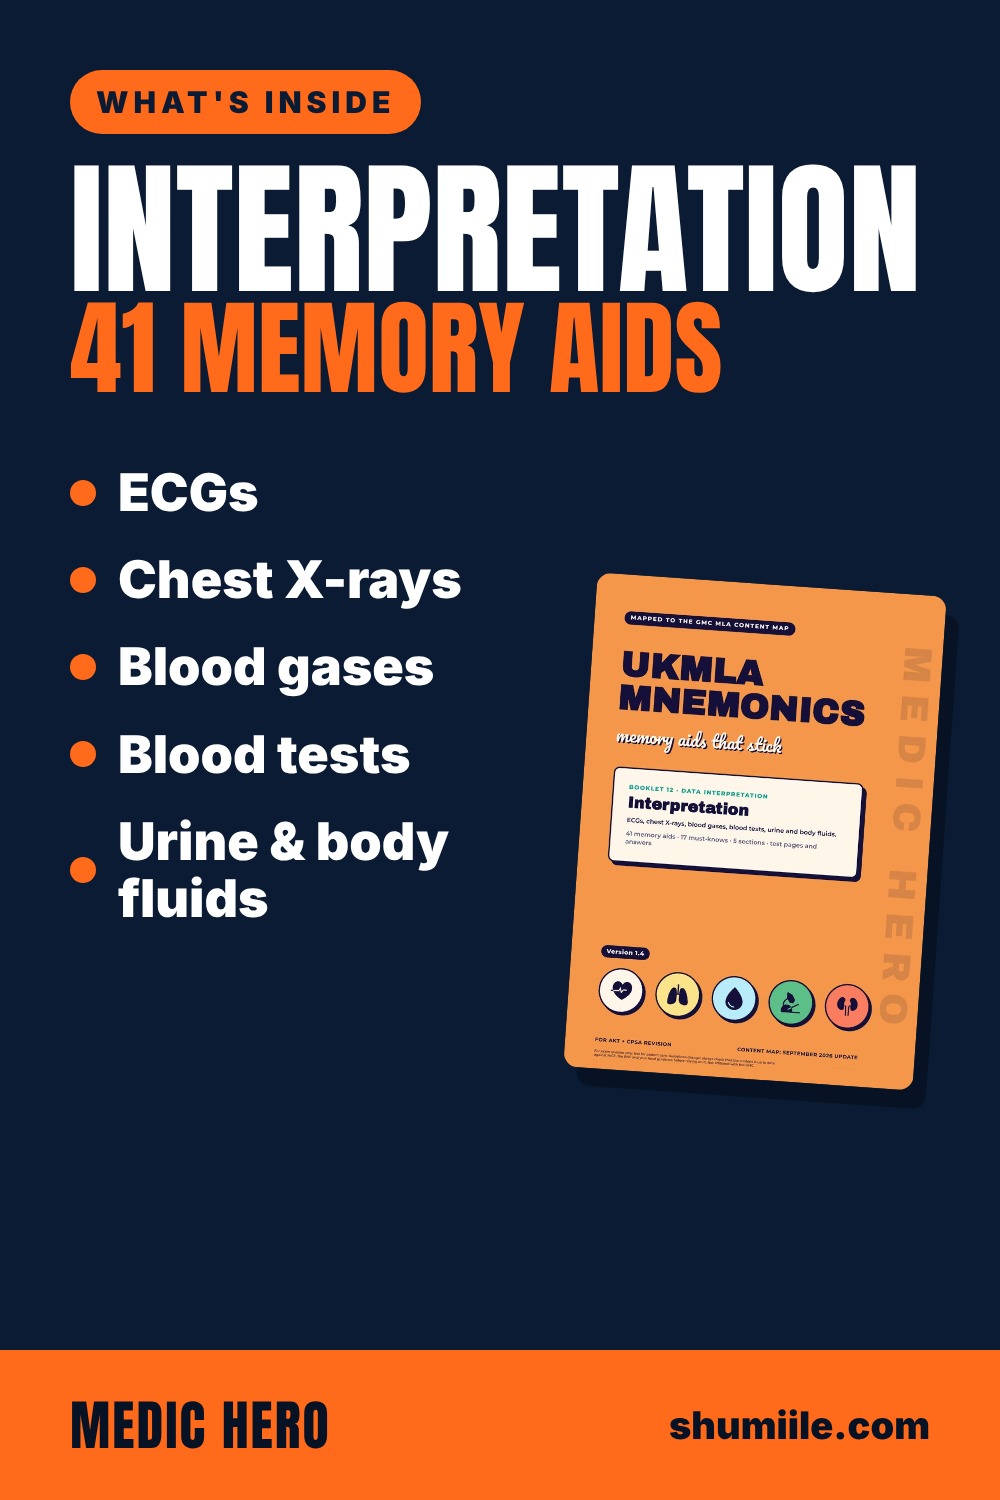 WHAT'S INSIDE
INTERPRETATION
41 MEMORY AIDS
ECGs
Chest X-rays
Blood gases
Blood tests
Urine & body
fluids
MAPPED TO THE GMC MLA CONTENT MAP
UKMLA
MNEMONICS
memory aids that stick
BOOKLET 12 · DATA INTERPRETATION
Interpretation
ECGs, chest X-rays, blood gases, blood tests, urine and body fluids.
41 memory aids · 17 must-knows · 5 sections · test pages and
answers
MEDIC HERO
Version 1.4
FOR AKT + CPSA REVISION
CONTENT MAP: SEPTEMBER 2026 UPDATE
MEDIC HERO
shumiile.com